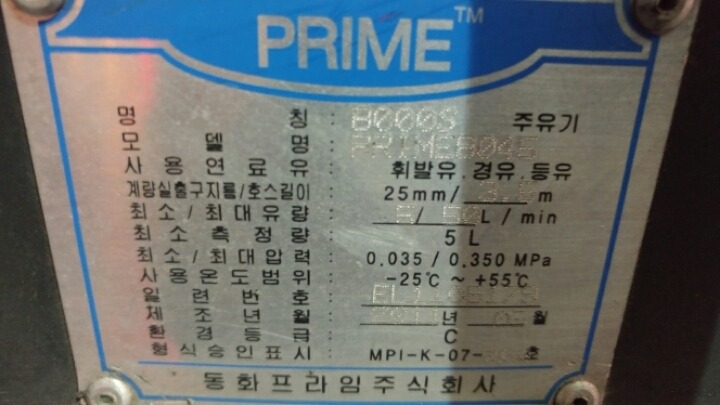 PRIME™
명 칭 : 8000S 주유기
모 델 명 :
사 용 연 료 유 : 휘발유.경유.등유
계량실출구지름/호스길이 : 25mm/ m
최 소 / 최 대 유 량 : L / min
최 소 측 정 량 : 5 L
최 소 / 최 대 압 력 : 0.035 / 0.350 MPa
사 용 온 도 범 위 : -25℃ ~ +55℃
일 련 번 호 :
제 조 년 월 : 년 월
환 경 등 급 : C
형 식 승 인 표 시 : MPI-K-07- 호
동 화 프 라 임 주 식 회 사